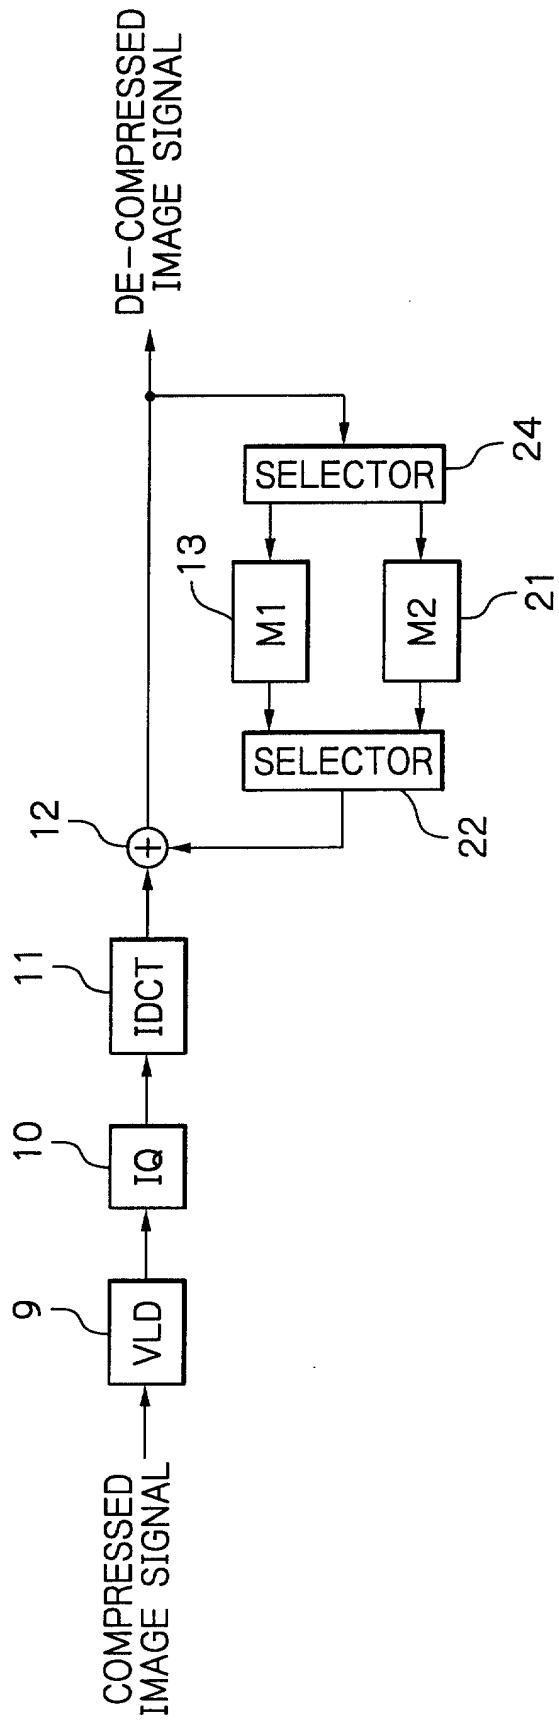 COMPRESSED
IMAGE SIGNAL
9
VLD
10
IQ
11
IDCT
12
+
DE-COMPRESSED
IMAGE SIGNAL
SELECTOR
22
13
M1
M2
21
SELECTOR
24